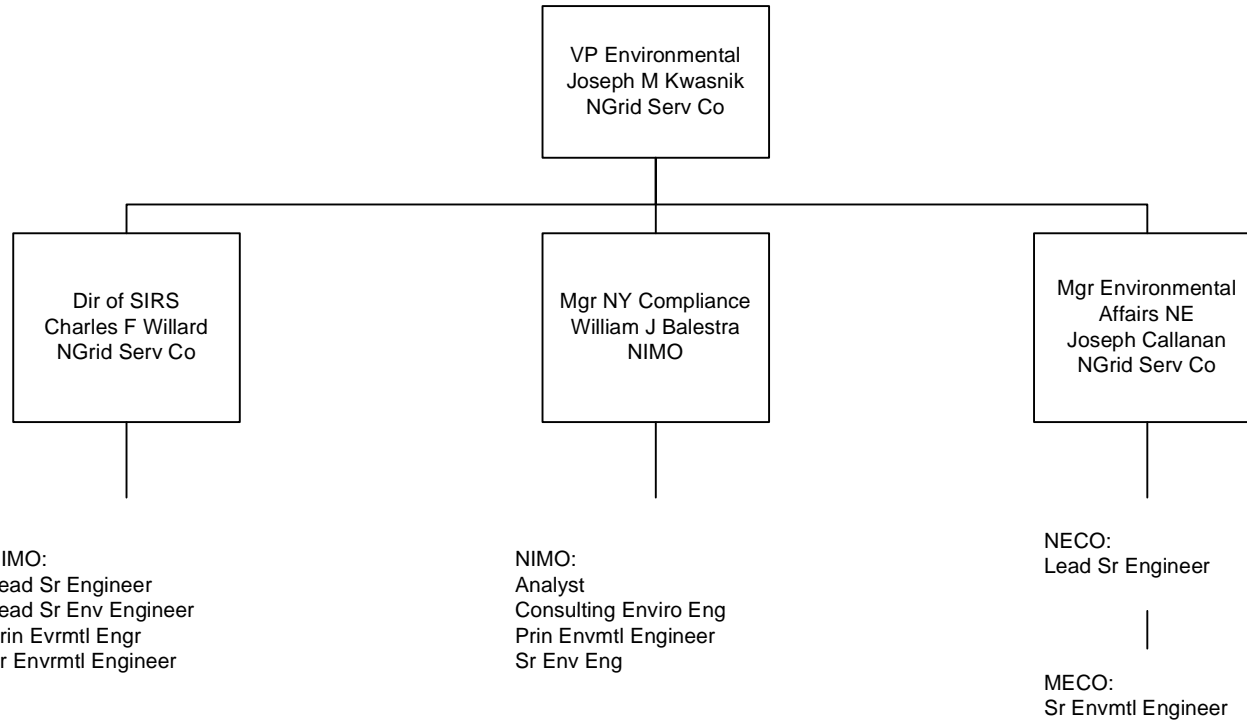 VP Environmental
Joseph M Kwasnik
NGrid Serv Co
Dir of SIRS
Charles F Willard
NGrid Serv Co
Mgr NY Compliance
William J Balestra
NIMO
Mgr Environmental
Affairs NE
Joseph Callanan
NGrid Serv Co
IMO:
ead Sr Engineer
ead Sr Env Engineer
rin Evrmtl Engr
r Envrmtl Engineer
NIMO:
Analyst
Consulting Enviro Eng
Prin Envmtl Engineer
Sr Env Eng
NECO:
Lead Sr Engineer
MECO:
Sr Envmtl Engineer